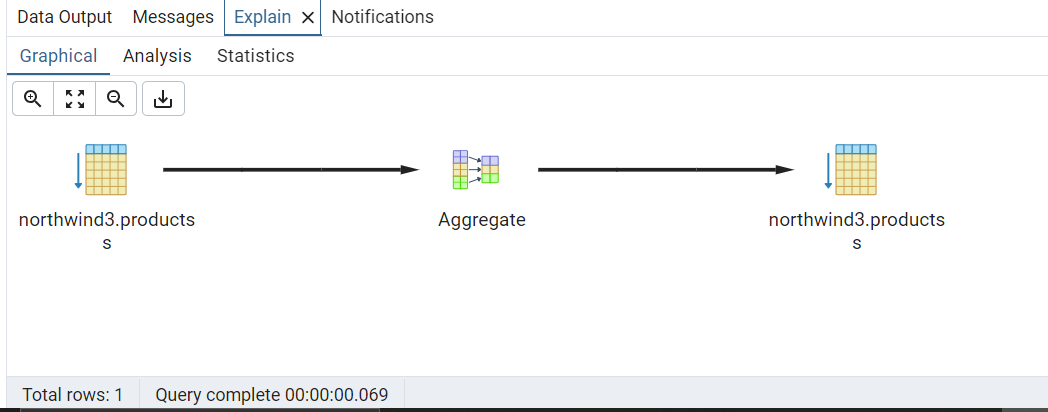 Data Output Messages Explain × Notifications
Graphical Analysis Statistics
northwind3.products
s
Aggregate
northwind3.products
s
Total rows: 1 Query complete 00:00:00.069